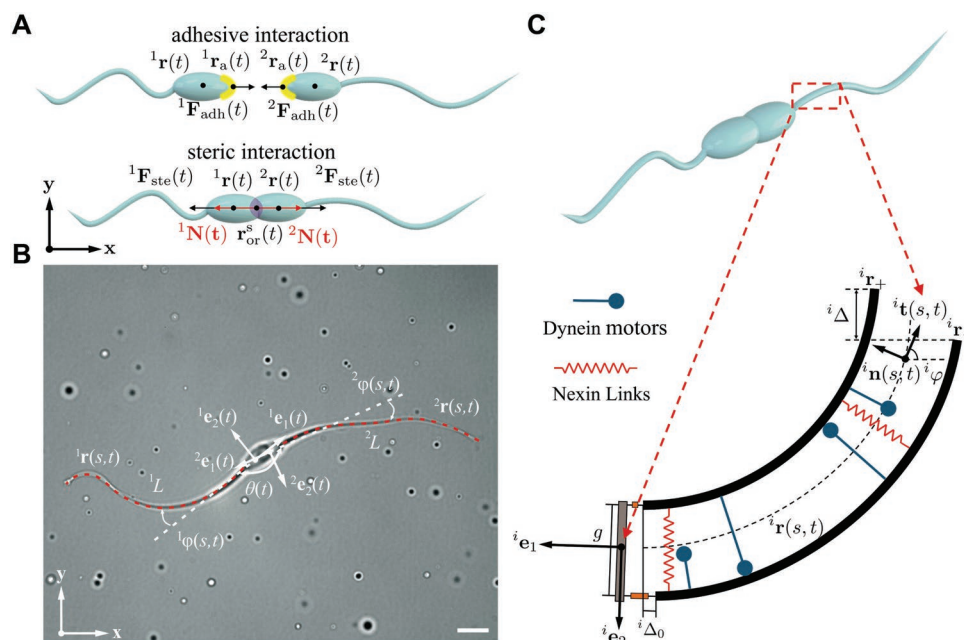 A
adhesive interaction
¹r(t) ¹rₐ(t) ²rₐ(t) ²r(t)
¹F_adh(t) ²F_adh(t)
steric interaction
¹F_ste(t) ¹r(t) ²r(t) ²F_ste(t)
y
¹N(t) r^s_or(t) ²N(t)
x
B
²φ(s,t)
²r(s,t)
¹e₂(t) ¹e₁(t)
²L
¹r(s,t) ²e₁(t)
¹L θ(t) ²e₂(t)
¹φ(s,t)
y
x
C
Dynein motors
Nexin Links
ⁱr₊
ⁱΔ ⁱt(s,t)
ⁱn(s,t) ⁱφ
g
ⁱr(s,t)
ⁱe₁
ⁱΔ₀